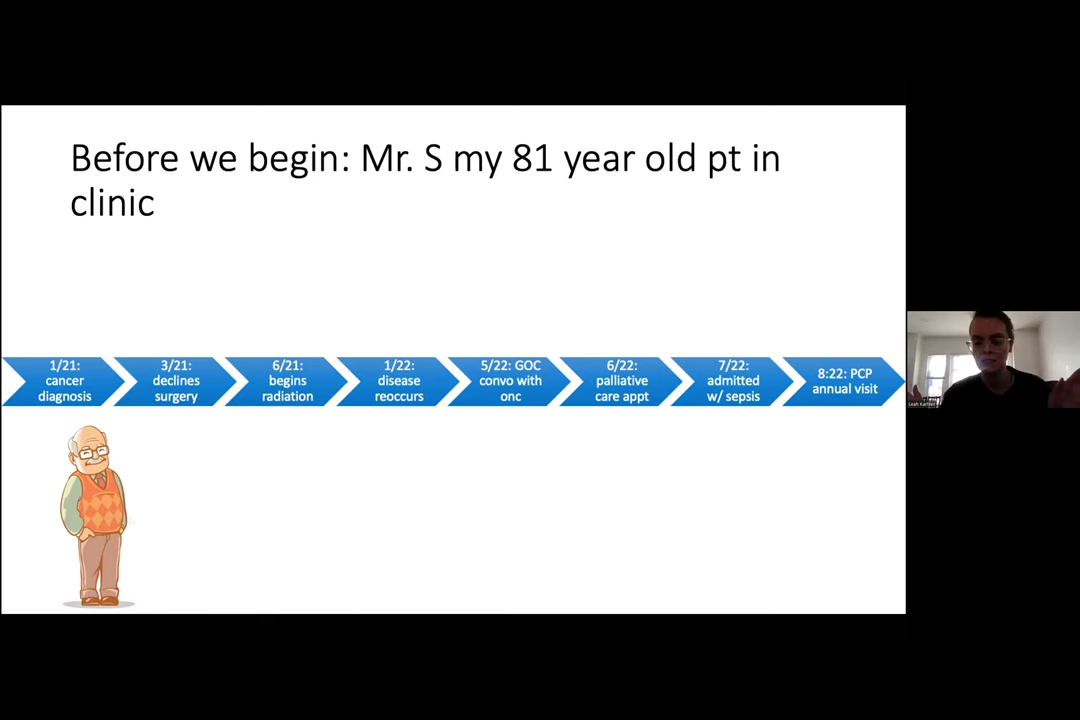 Before we begin: Mr. S my 81 year old pt in
clinic
1/21:
cancer
diagnosis
3/21:
declines
surgery
6/21:
begins
radiation
1/22:
disease
reoccurs
5/22: GOC
convo with
onc
6/22:
palliative
care appt
7/22:
admitted
w/ sepsis
8:22: PCP
annual visit